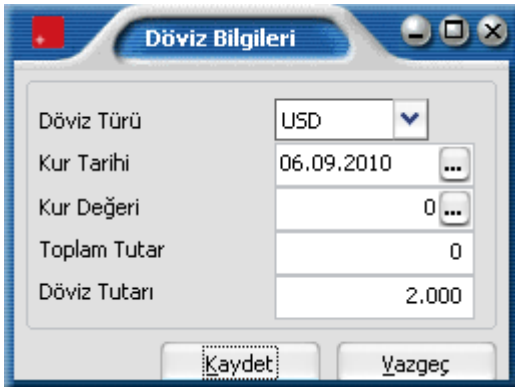 Döviz Bilgileri
Döviz Türü USD
Kur Tarihi 06.09.2010 ...
Kur Değeri 0 ...
Toplam Tutar 0
Döviz Tutarı 2.000
Kaydet Vazgeç